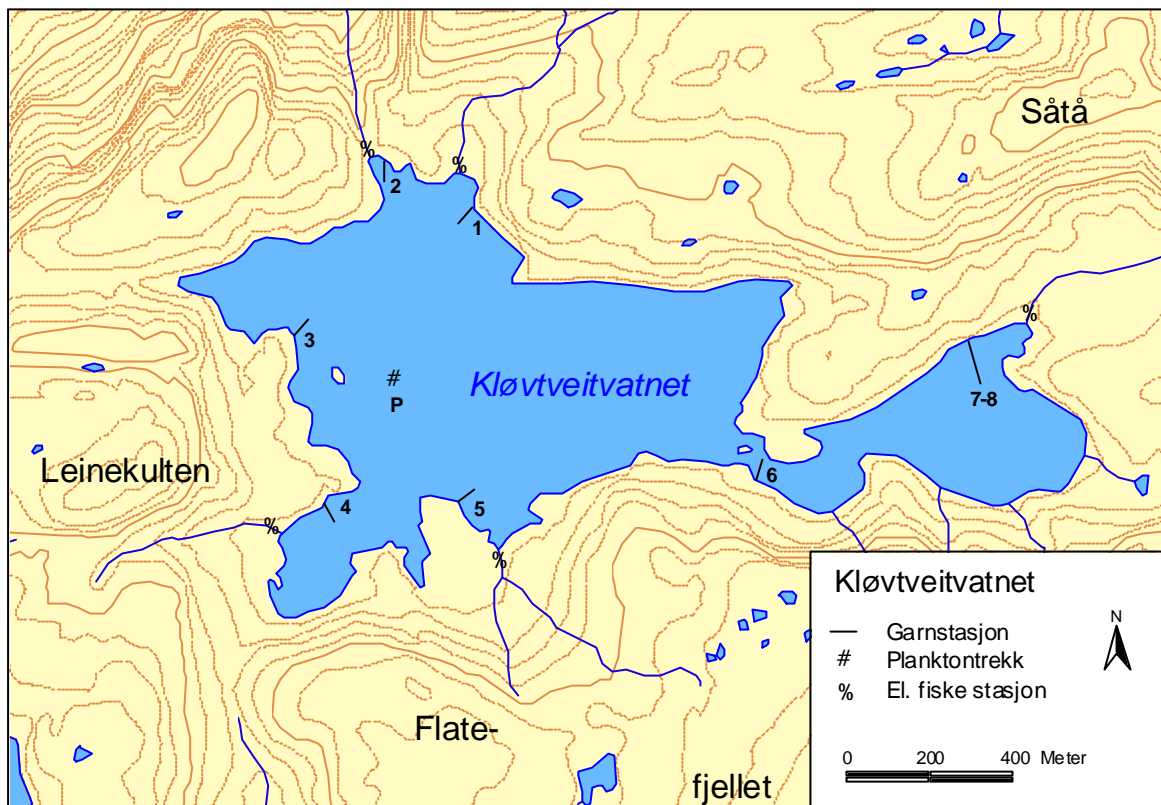 Såtå
%
%
2
1
%
3
#
P
Kløvtveitvatnet
7-8
Leinekulten
6
4
5
%
%
Flate-
fjellet
Kløvtveitvatnet
N
Garnstasjon
# Planktontrekk
% El. fiske stasjon
0 200 400 Meter